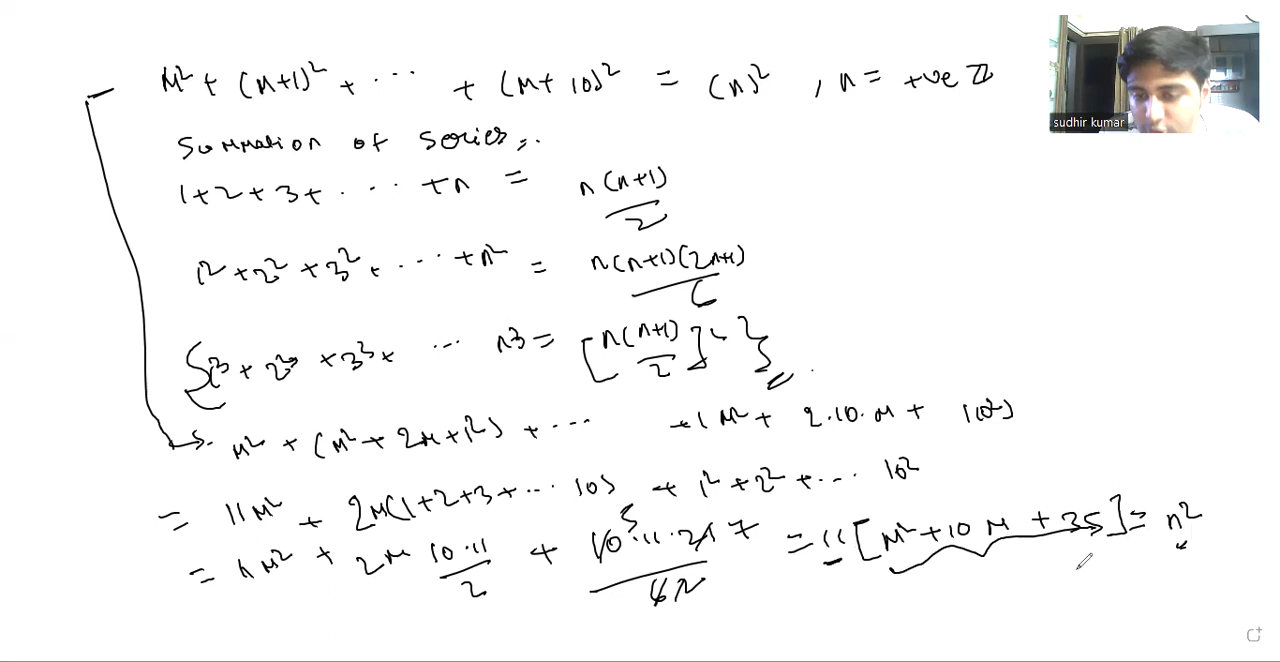 M² + (M+1)² + ... + (M+10)² = (n)² , n = +ve Z
sudhir kumar
Summation of series,.
1+2+3+ .... +n = n(n+1)/2
1² + 2² + 3² + .... + n² = n(n+1)(2n+1)/6
{1³ + 2³ + 3³ + ... n3 = [n(n+1)/2]² }
M² + (M² + 2M + 1²) + ... + (M² + 2.10.M + 10²)
= 11M² + 2M(1+2+3+... 10) + 1² + 2² + ... 10²
= 11M² + 2M 10.11/2 + 10.11.21/6 = 11[M² + 10M + 35] = n²